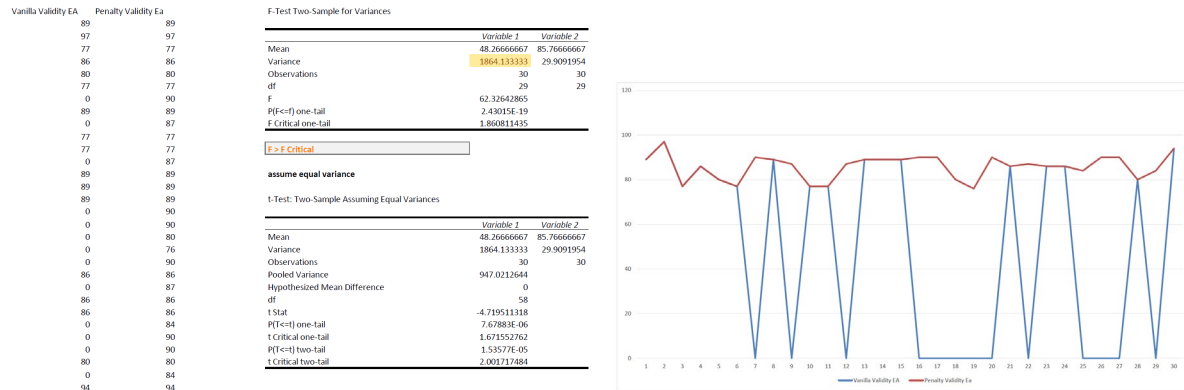 Vanilla Validity EA Penalty Validity Ea
89 89
97 97
77 77
86 86
80 80
77 77
0 90
89 89
0 87
77 77
77 77
0 87
89 89
89 89
89 89
0 90
0 90
0 80
0 76
0 90
86 86
0 87
86 86
86 86
0 84
0 90
0 90
80 80
0 84
94 94
F-Test Two-Sample for Variances
Variable 1 Variable 2
Mean 48.26666667 85.76666667
Variance 1864.133333 29.9091954
Observations 30 30
df 29 29
F 62.32642865
P(F<=f) one-tail 2.43015E-19
F Critical one-tail 1.860811435
F > F Critical
assume equal variance
t-Test: Two-Sample Assuming Equal Variances
Variable 1 Variable 2
Mean 48.26666667 85.76666667
Variance 1864.133333 29.9091954
Observations 30 30
Pooled Variance 947.0212644
Hypothesized Mean Difference 0
df 58
t Stat -4.719511318
P(T<=t) one-tail 7.67883E-06
t Critical one-tail 1.671552762
P(T<=t) two-tail 1.53577E-05
t Critical two-tail 2.001717484
120
100
80
60
40
20
0
1 2 3 4 5 6 7 8 9 10 11 12 13 14 15 16 17 18 19 20 21 22 23 24 25 26 27 28 29 30
Vanilla Validity EA Penalty Validity Ea